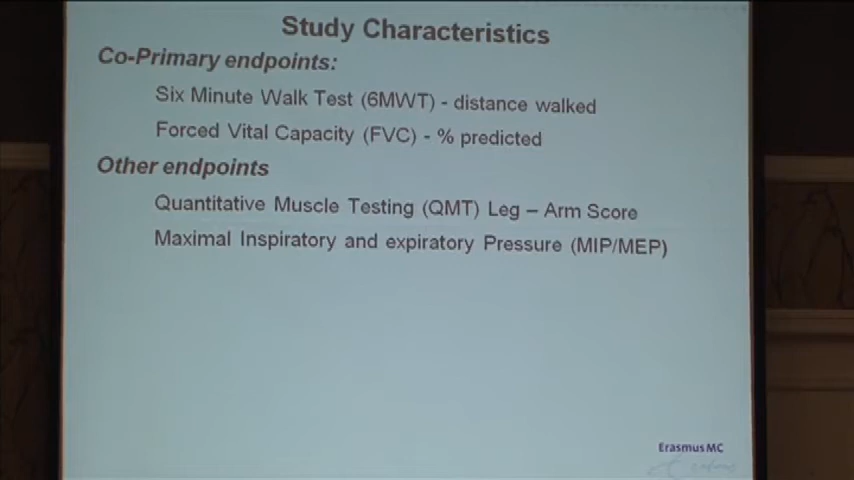 Study Characteristics
Co-Primary endpoints:
Six Minute Walk Test (6MWT) - distance walked
Forced Vital Capacity (FVC) - % predicted
Other endpoints
Quantitative Muscle Testing (QMT) Leg – Arm Score
Maximal Inspiratory and expiratory Pressure (MIP/MEP)
Erasmus MC